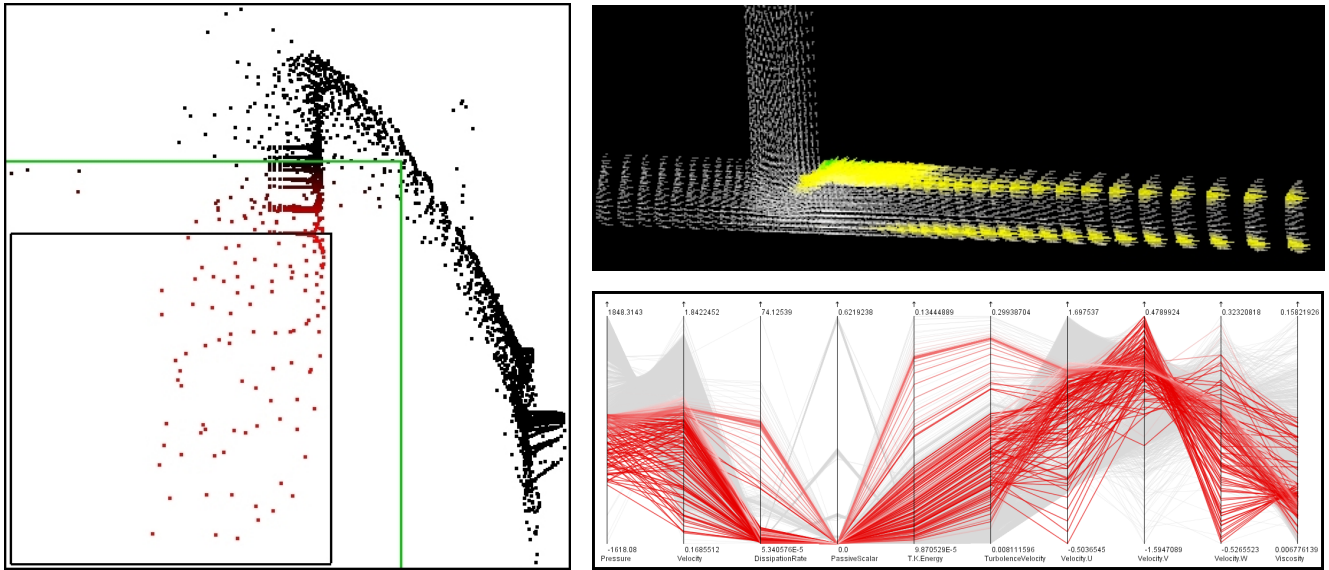 1848.3143 1.8422452 74.12539 0.6219238 0.13444889 0.29938704 1.697537 0.4789924 0.32320818 0.15821926
-1618.08 0.1685512 5.340576E-5 0.0 9.870529E-5 0.008111596 -0.5036545 -1.5947089 -0.5265523 0.006776139
Pressure Velocity DissipationRate PassiveScalar T.K.Energy TurbulenceVelocity Velocity.U Velocity.V Velocity.W Viscosity